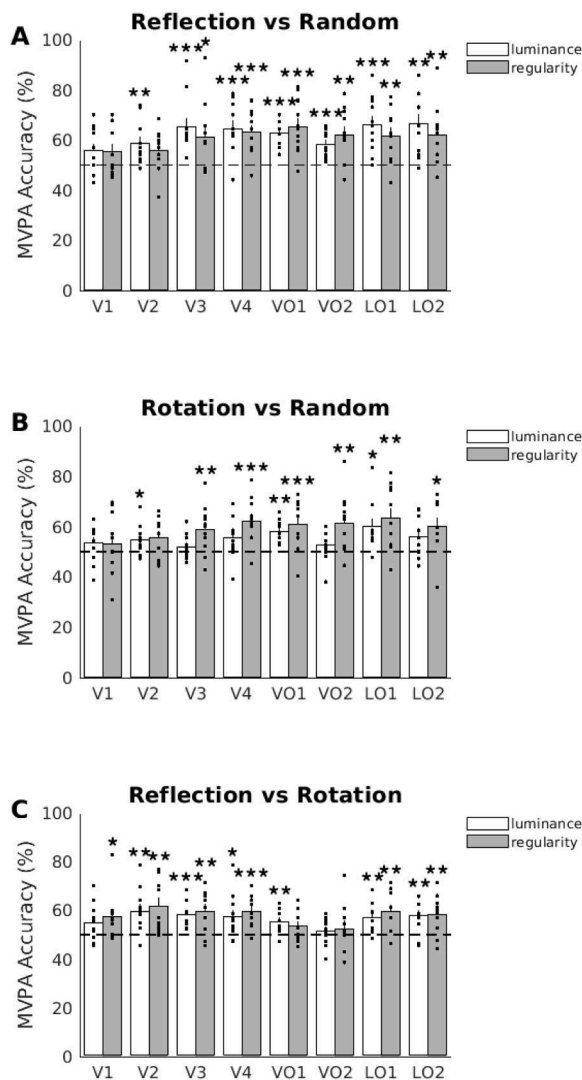 A
Reflection vs Random
MVPA Accuracy (%)
100
80
60
40
20
0
** *** * *** *** *** *** *** ** *** ** ** **
V1 V2 V3 V4 VO1 VO2 LO1 LO2
luminance
regularity
B
Rotation vs Random
MVPA Accuracy (%)
100
80
60
40
20
0
* ** *** ** *** ** * ** *
V1 V2 V3 V4 VO1 VO2 LO1 LO2
luminance
regularity
C
Reflection vs Rotation
MVPA Accuracy (%)
100
80
60
40
20
0
* ** ** *** ** * *** ** ** ** ** **
V1 V2 V3 V4 VO1 VO2 LO1 LO2
luminance
regularity